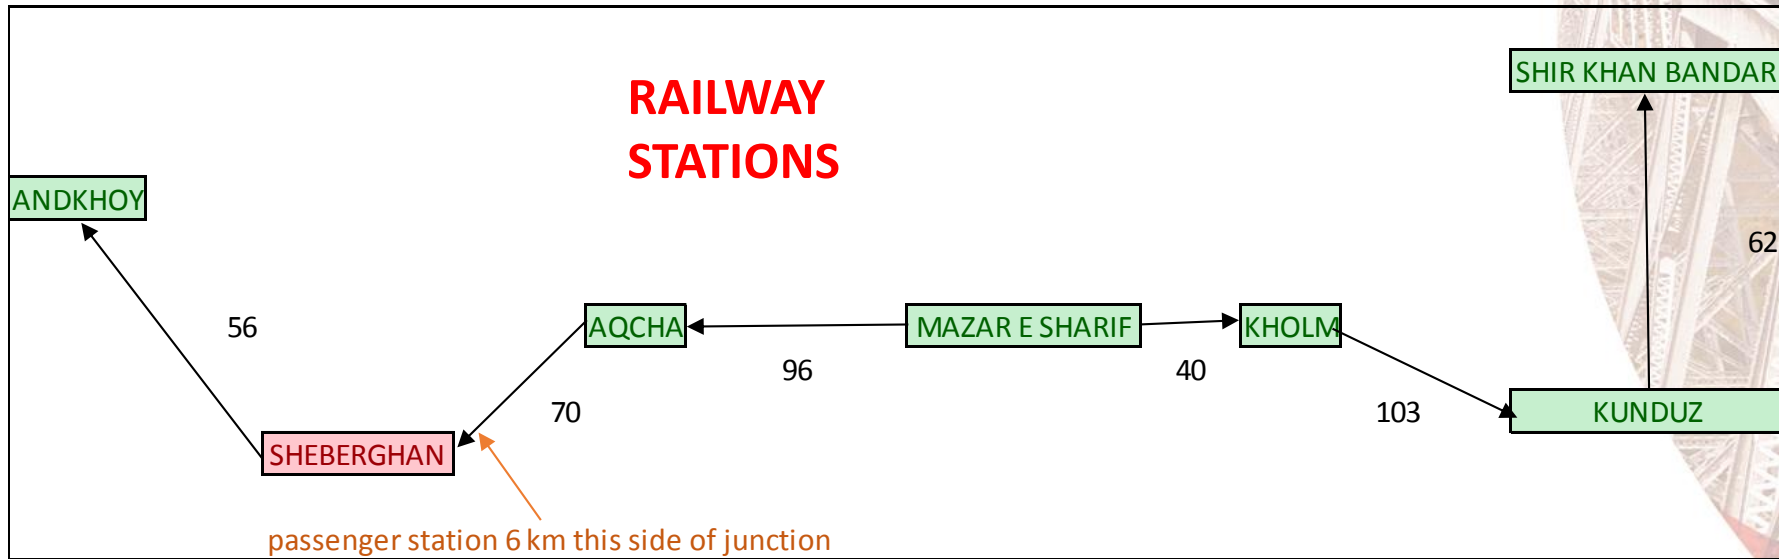 RAILWAY
STATIONS
SHIR KHAN BANDAR
ANDKHOY
62
56
AQCHA
MAZAR E SHARIF
KHOLM
96
40
70
103
KUNDUZ
SHEBERGHAN
passenger station 6 km this side of junction